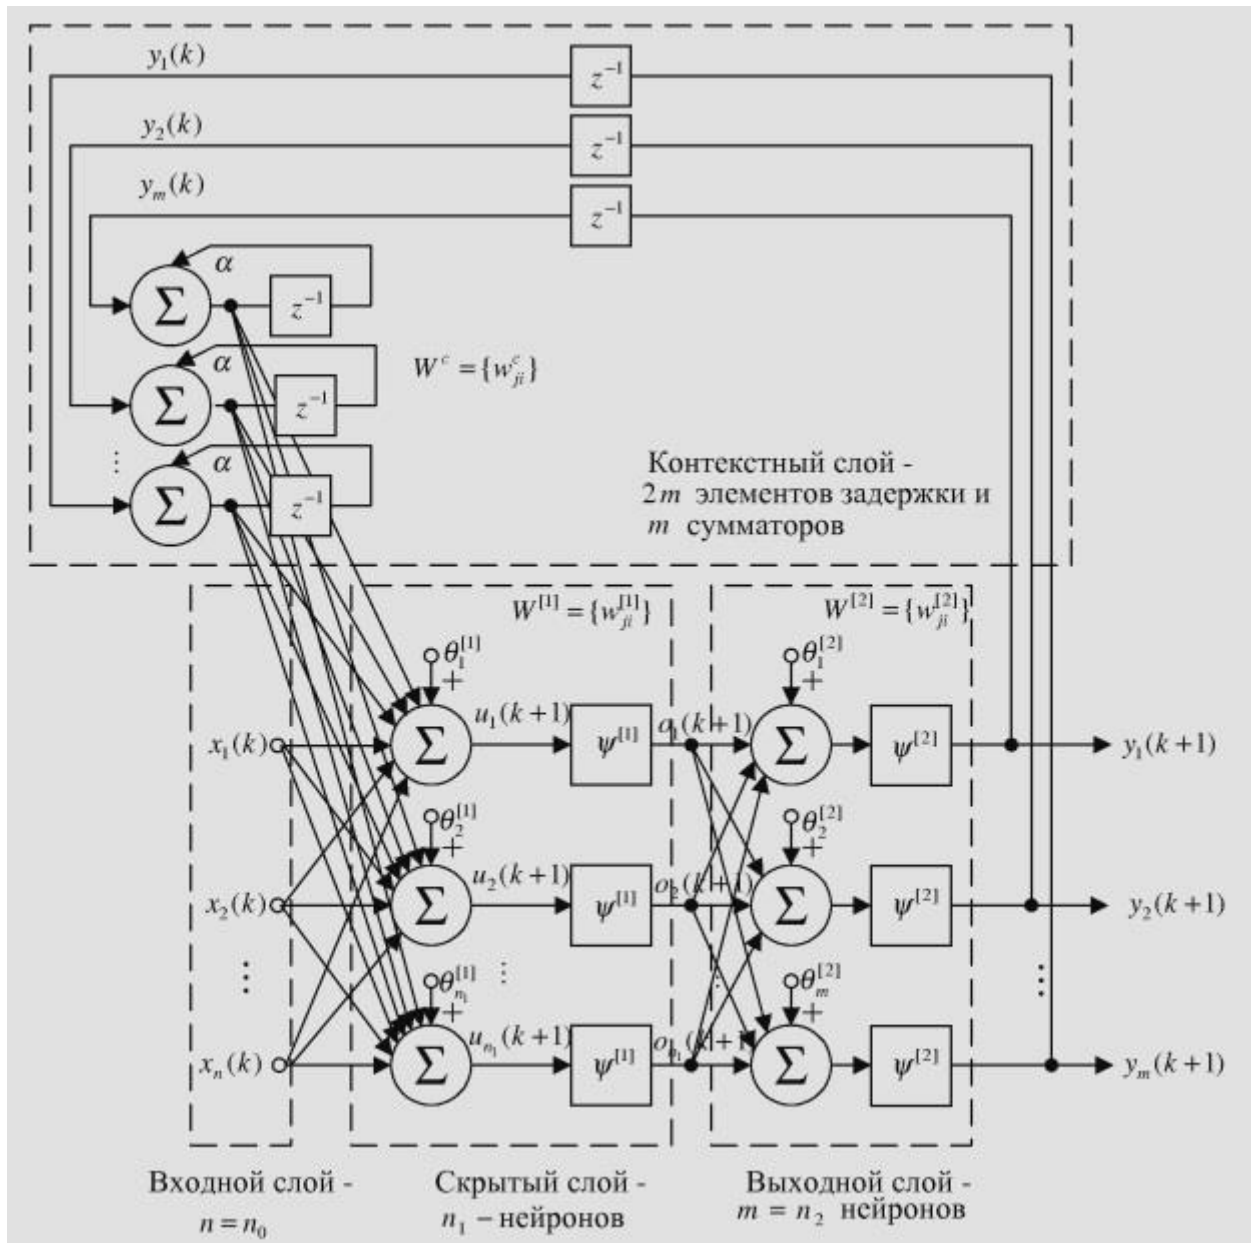 y₁(k)
z⁻¹
y₂(k)
z⁻¹
yₘ(k)
z⁻¹
α
Σ
z⁻¹
α
Σ
z⁻¹
Wᶜ = {wᶜⱼᵢ}
⋮
α
Σ
z⁻¹
Контекстный слой -
2m элементов задержки и
m сумматоров
W^[1] = {w^[1]_ji}
W^[2] = {w^[2]_ji}
θ^[1]_1
+
θ^[2]_1
+
x₁(k)
Σ
u₁(k+1)
ψ^[1]
o₁(k+1)
Σ
ψ^[2]
y₁(k+1)
θ^[1]_2
+
θ^[2]_2
+
x₂(k)
Σ
u₂(k+1)
ψ^[1]
o₂(k+1)
Σ
ψ^[2]
y₂(k+1)
⋮
θ^[1]_n₁
+
⋮
⋮
θ^[2]_m
+
⋮
xₙ(k)
Σ
u_n₁(k+1)
ψ^[1]
o_n₁(k+1)
Σ
ψ^[2]
yₘ(k+1)
Входной слой -
n = n₀
Скрытый слой -
n₁ – нейронов
Выходной слой -
m = n₂ нейронов